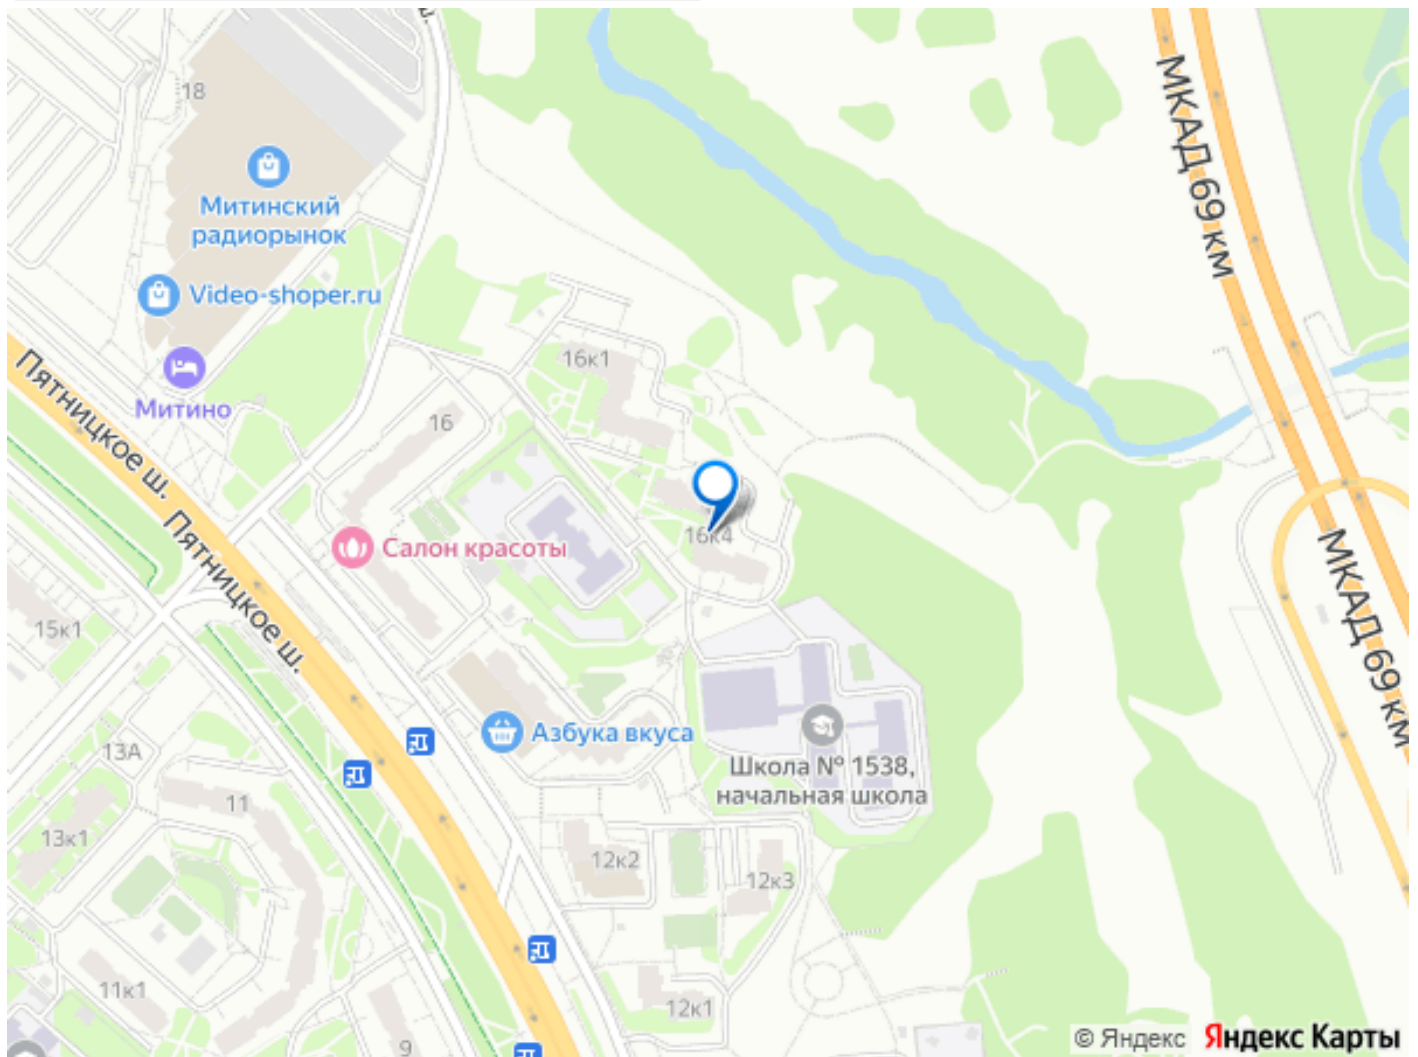 18
Митинский
радиорынок
Video-shoper.ru
Митино
Пятницкое ш.
Пятницкое ш.
16к1
16
16к4
Салон красоты
МКАД 69 км
МКАД 69 км
15к1
Азбука вкуса
Школа № 1538,
начальная школа
13А
11
13к1
12к2
12к3
11к1
12к1
9
© Яндекс Яндекс Карты